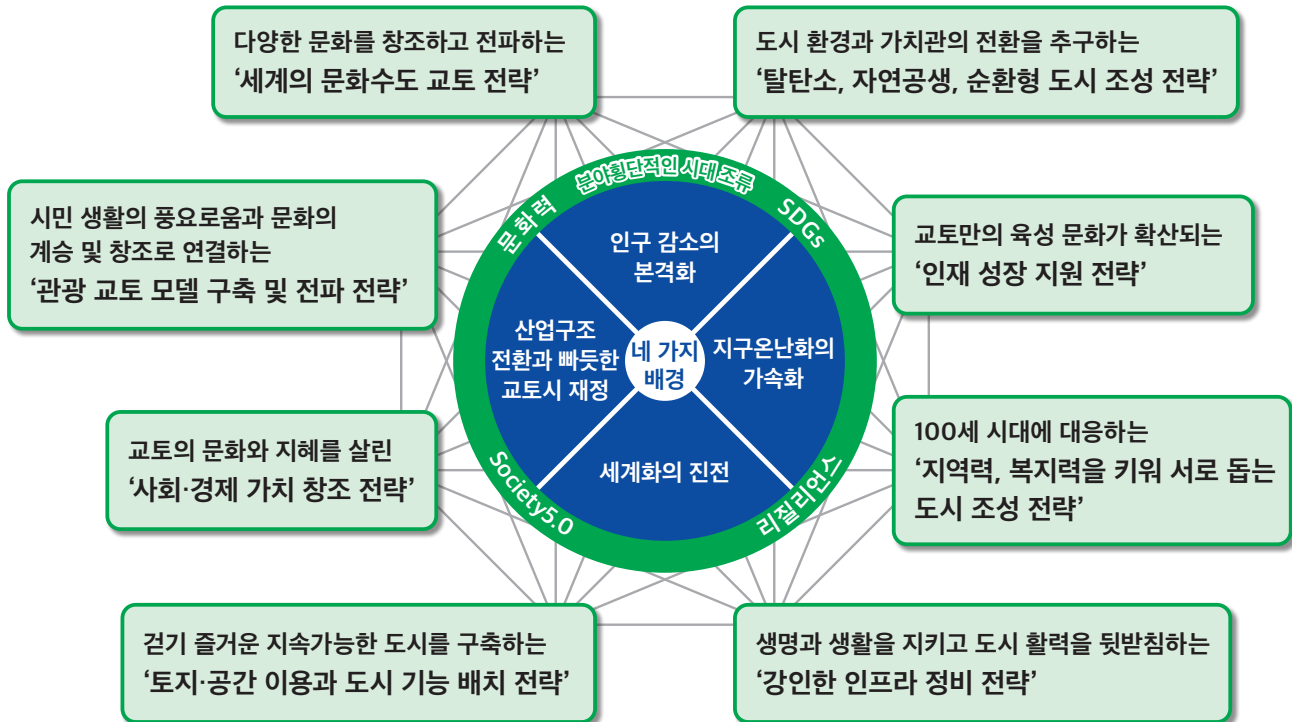 다양한 문화를 창조하고 전파하는
‘세계의 문화수도 교토 전략’
도시 환경과 가치관의 전환을 추구하는
‘탈탄소, 자연공생, 순환형 도시 조성 전략’
시민 생활의 풍요로움과 문화의
계승 및 창조로 연결하는
‘관광 교토 모델 구축 및 전파 전략’
교토만의 육성 문화가 확산되는
‘인재 성장 지원 전략’
분야횡단적인 시대 조류
문화력
SDGs
인구 감소의
본격화
산업구조
전환과 빠듯한
교토시 재정
네 가지
배경
지구온난화의
가속화
세계화의 진전
Society5.0
리질리언스
교토의 문화와 지혜를 살린
‘사회·경제 가치 창조 전략’
100세 시대에 대응하는
‘지역력, 복지력을 키워 서로 돕는
도시 조성 전략’
걷기 즐거운 지속가능한 도시를 구축하는
‘토지·공간 이용과 도시 기능 배치 전략’
생명과 생활을 지키고 도시 활력을 뒷받침하는
‘강인한 인프라 정비 전략’